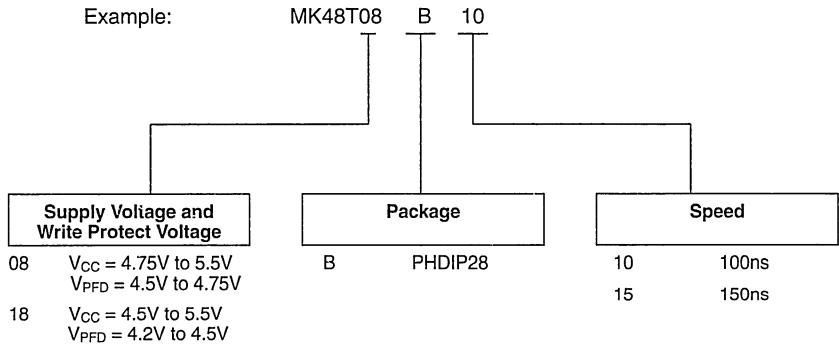 Example: MK48T08 B 10
Supply Voltage and
Write Protect Voltage
08 VCC = 4.75V to 5.5V
VPFD = 4.5V to 4.75V
18 VCC = 4.5V to 5.5V
VPFD = 4.2V to 4.5V
Package
B PHDIP28
Speed
10 100ns
15 150ns